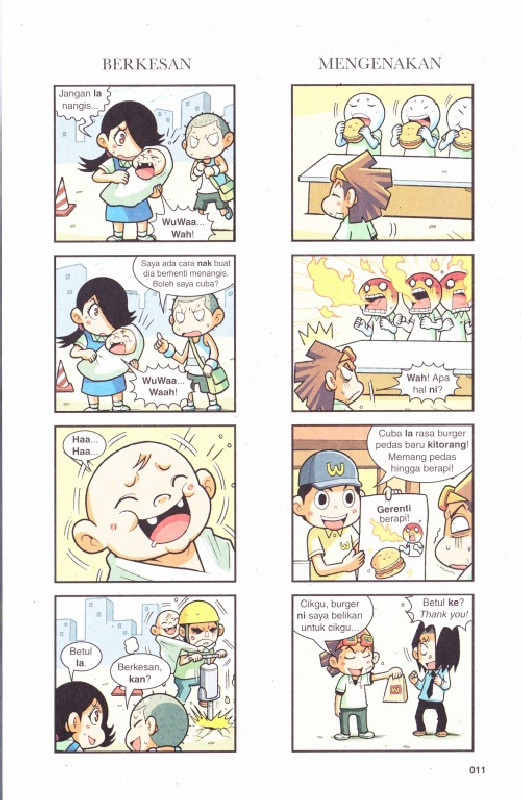 BERKESAN
Jangan la
nangis...
WuWaa...
Wah!
Saya ada cara mak buat
dia berhenti menangis.
Boleh saya cuba?
WuWaa...
Waah!
Haa...
Haa...
Betul
la.
Berkesan,
kan?
MENGENAKAN
Wah! Apa
hal ni?
Cuba la rasa burger
pedas baru kitorang!
Memang pedas
hingga berapi!
W
Gerenti
berapi!
Cikgu, burger
ni saya belikan
untuk cikgu...
Betul ke?
Thank you!
011